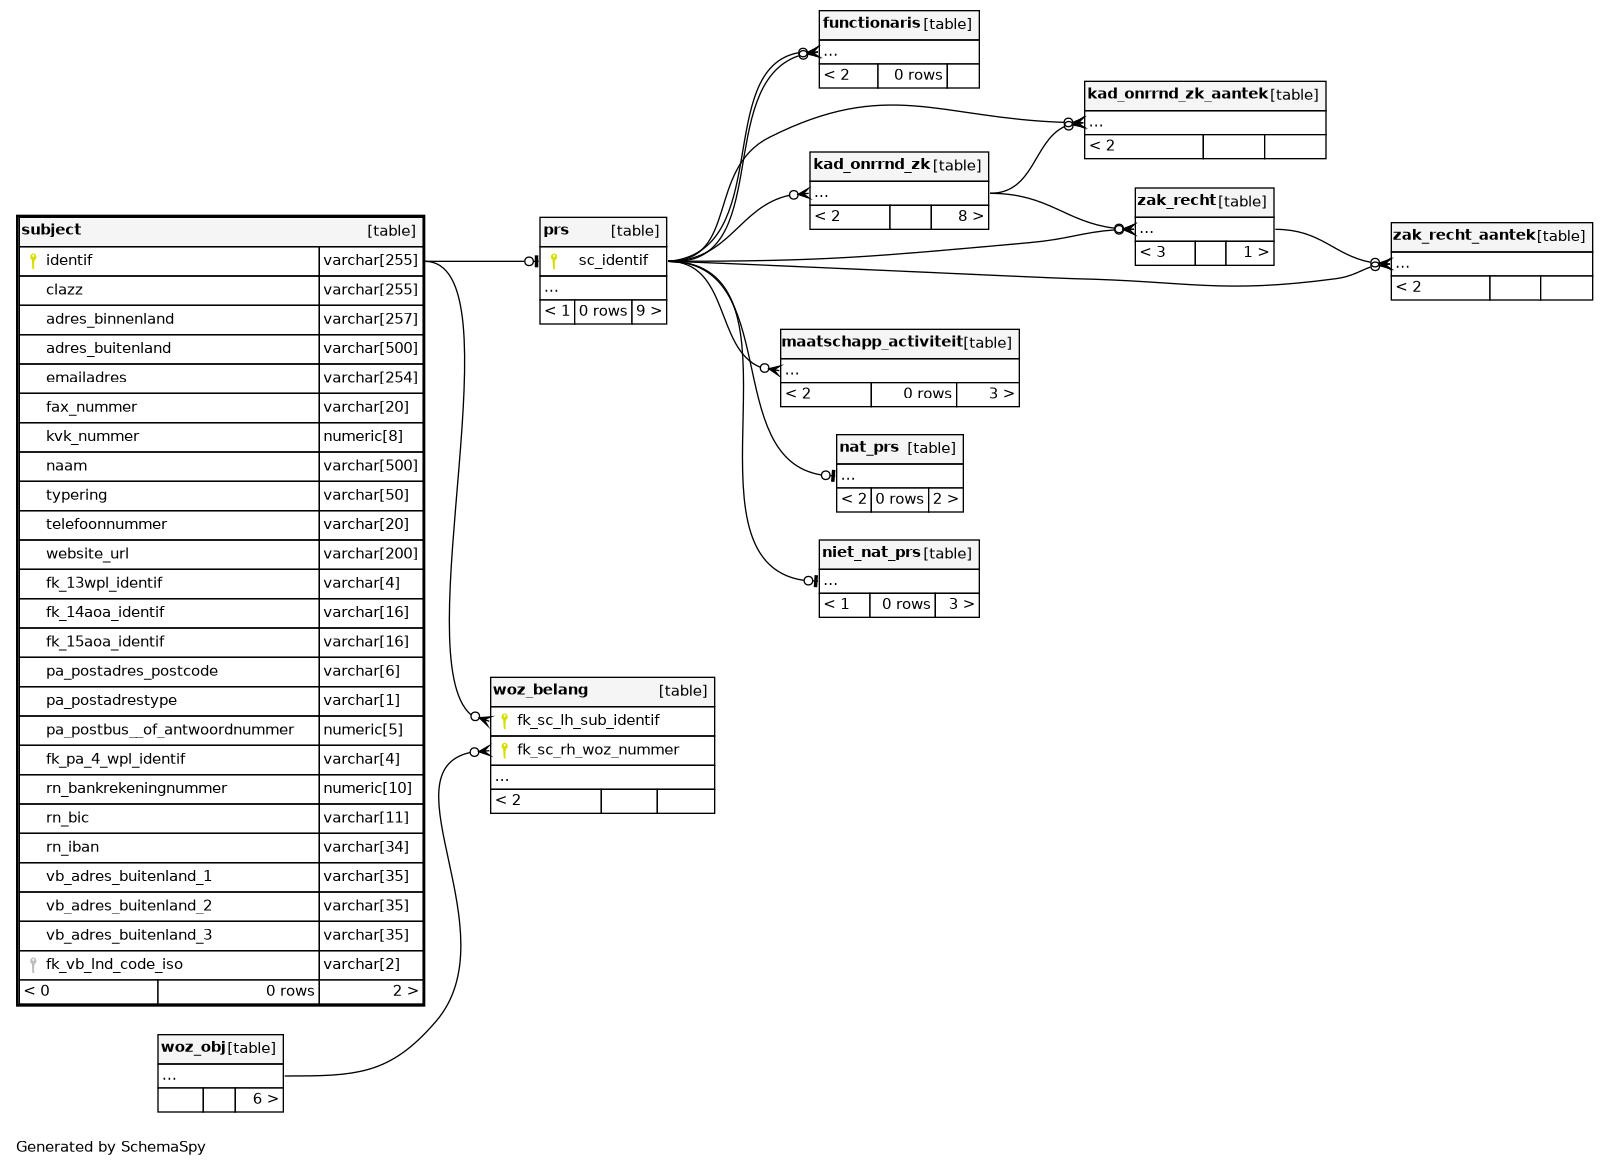 functionaris [table]
...
< 2 0 rows
kad_onrrnd_zk_aantek [table]
...
< 2
kad_onrrnd_zk [table]
...
< 2 8 >
zak_recht [table]
...
< 3 1 >
zak_recht_aantek [table]
...
< 2
subject [table]
identif varchar[255]
clazz varchar[255]
adres_binnenland varchar[257]
adres_buitenland varchar[500]
emailadres varchar[254]
fax_nummer varchar[20]
kvk_nummer numeric[8]
naam varchar[500]
typering varchar[50]
telefoonnummer varchar[20]
website_url varchar[200]
fk_13wpl_identif varchar[4]
fk_14aoa_identif varchar[16]
fk_15aoa_identif varchar[16]
pa_postadres_postcode varchar[6]
pa_postadrestype varchar[1]
pa_postbus__of_antwoordnummer numeric[5]
fk_pa_4_wpl_identif varchar[4]
rn_bankrekeningnummer numeric[10]
rn_bic varchar[11]
rn_iban varchar[34]
vb_adres_buitenland_1 varchar[35]
vb_adres_buitenland_2 varchar[35]
vb_adres_buitenland_3 varchar[35]
fk_vb_lnd_code_iso varchar[2]
< 0 0 rows 2 >
prs [table]
sc_identif
...
< 1 0 rows 9 >
maatschapp_activiteit [table]
...
< 2 0 rows 3 >
nat_prs [table]
...
< 2 0 rows 2 >
niet_nat_prs [table]
...
< 1 0 rows 3 >
woz_belang [table]
fk_sc_lh_sub_identif
fk_sc_rh_woz_nummer
...
< 2
woz_obj [table]
...
6 >
Generated by SchemaSpy